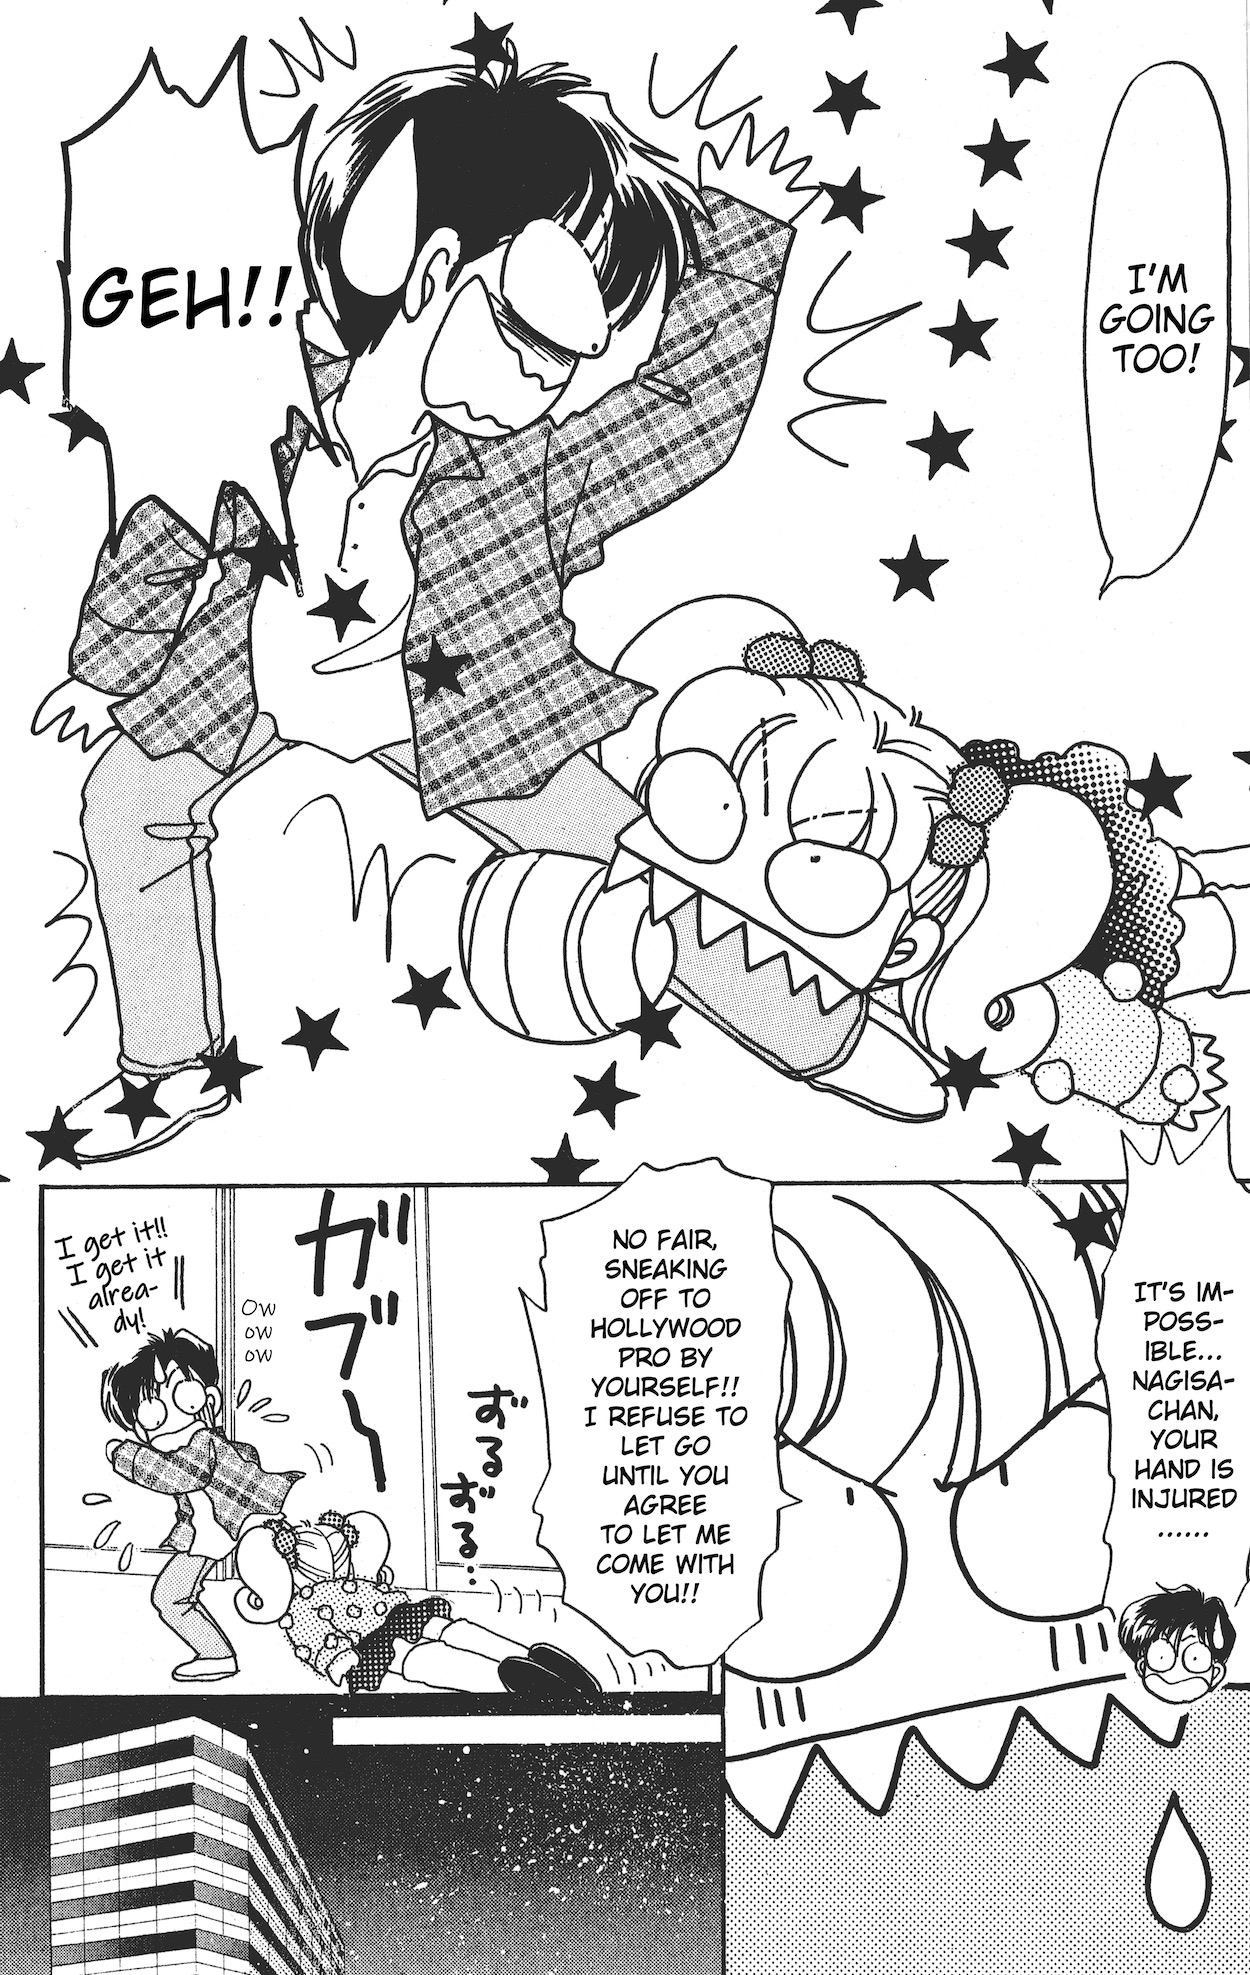 I'M
GOING
TOO!
GEH!!
IT'S IM-
POSS-
IBLE...
NAGISA-
CHAN,
YOUR
HAND IS
INJURED
......
NO FAIR,
SNEAKING
OFF TO
HOLLYWOOD
PRO BY
YOURSELF!!
I REFUSE TO
LET GO
UNTIL YOU
AGREE
TO LET ME
COME WITH
YOU!!
ずるずる..
ガブ〜
Ow
ow
ow
I get it!!
I get it
alrea-
dy!